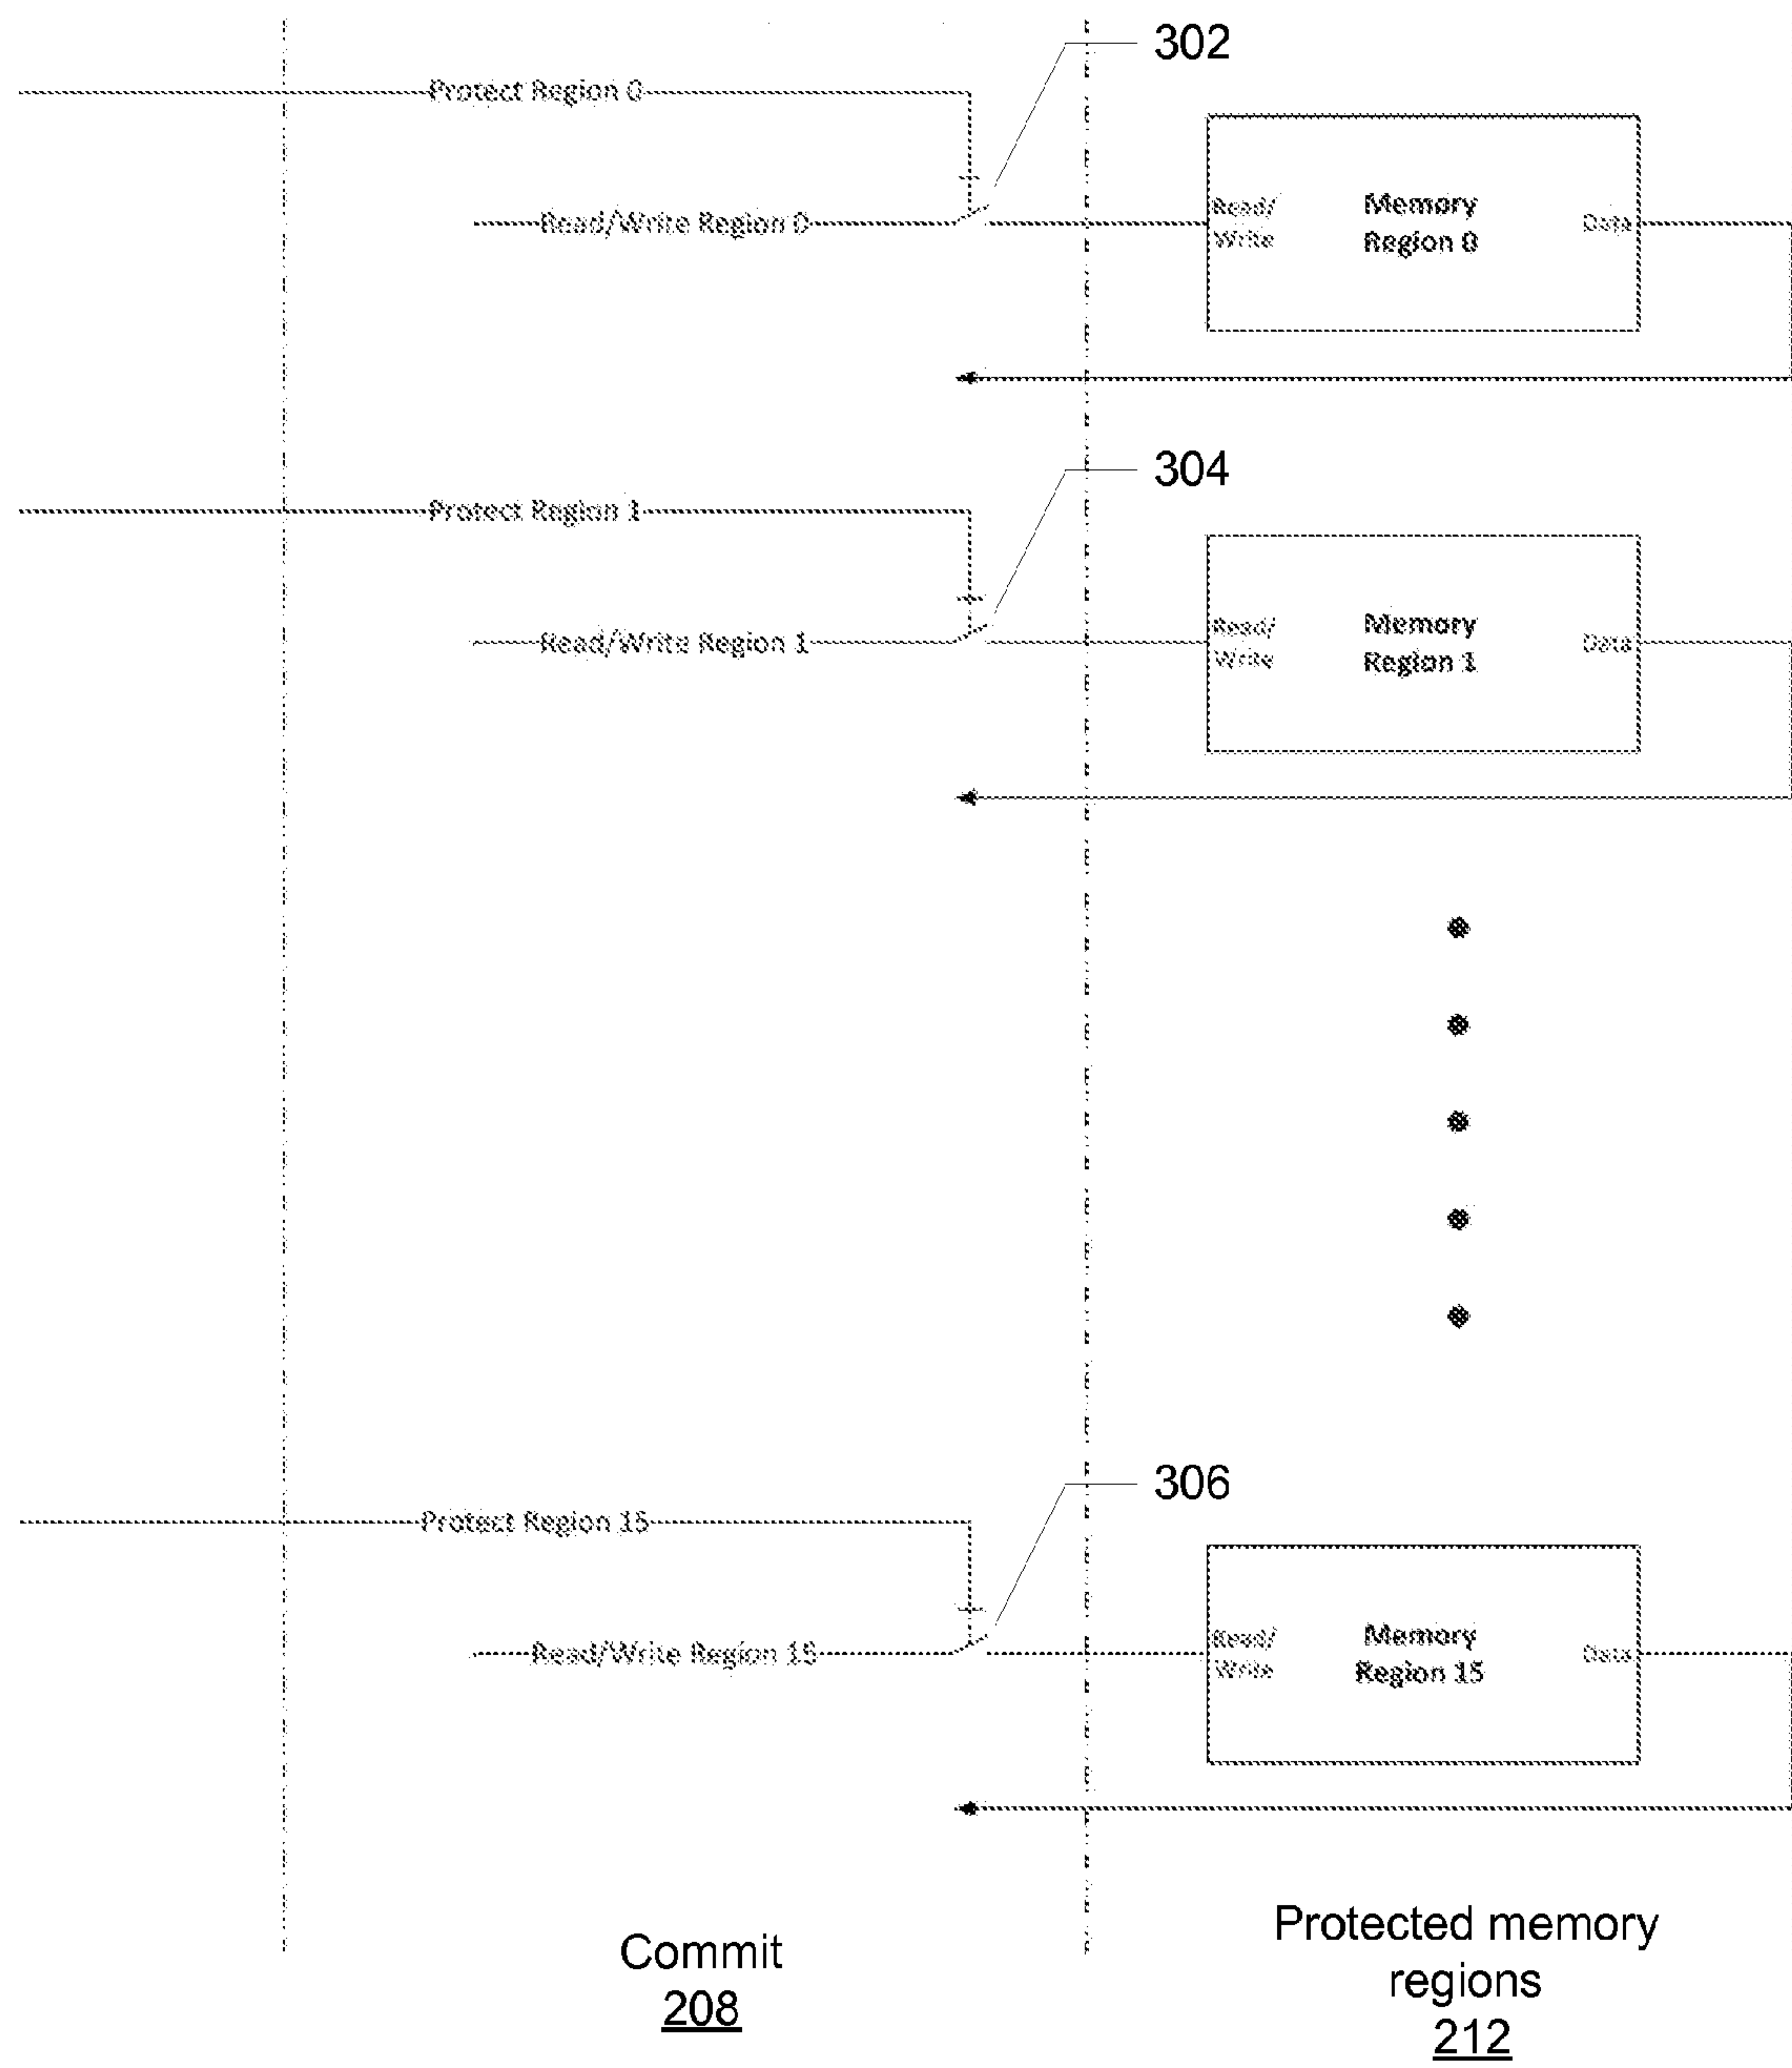 302
Protect Region 0
Read/Write Region 0
Read/
Write
Memory
Region 0
Data
304
Protect Region 1
Read/Write Region 1
Read/
Write
Memory
Region 1
Data
306
Protect Region 15
Read/Write Region 15
Read/
Write
Memory
Region 15
Data
Commit
208
Protected memory
regions
212